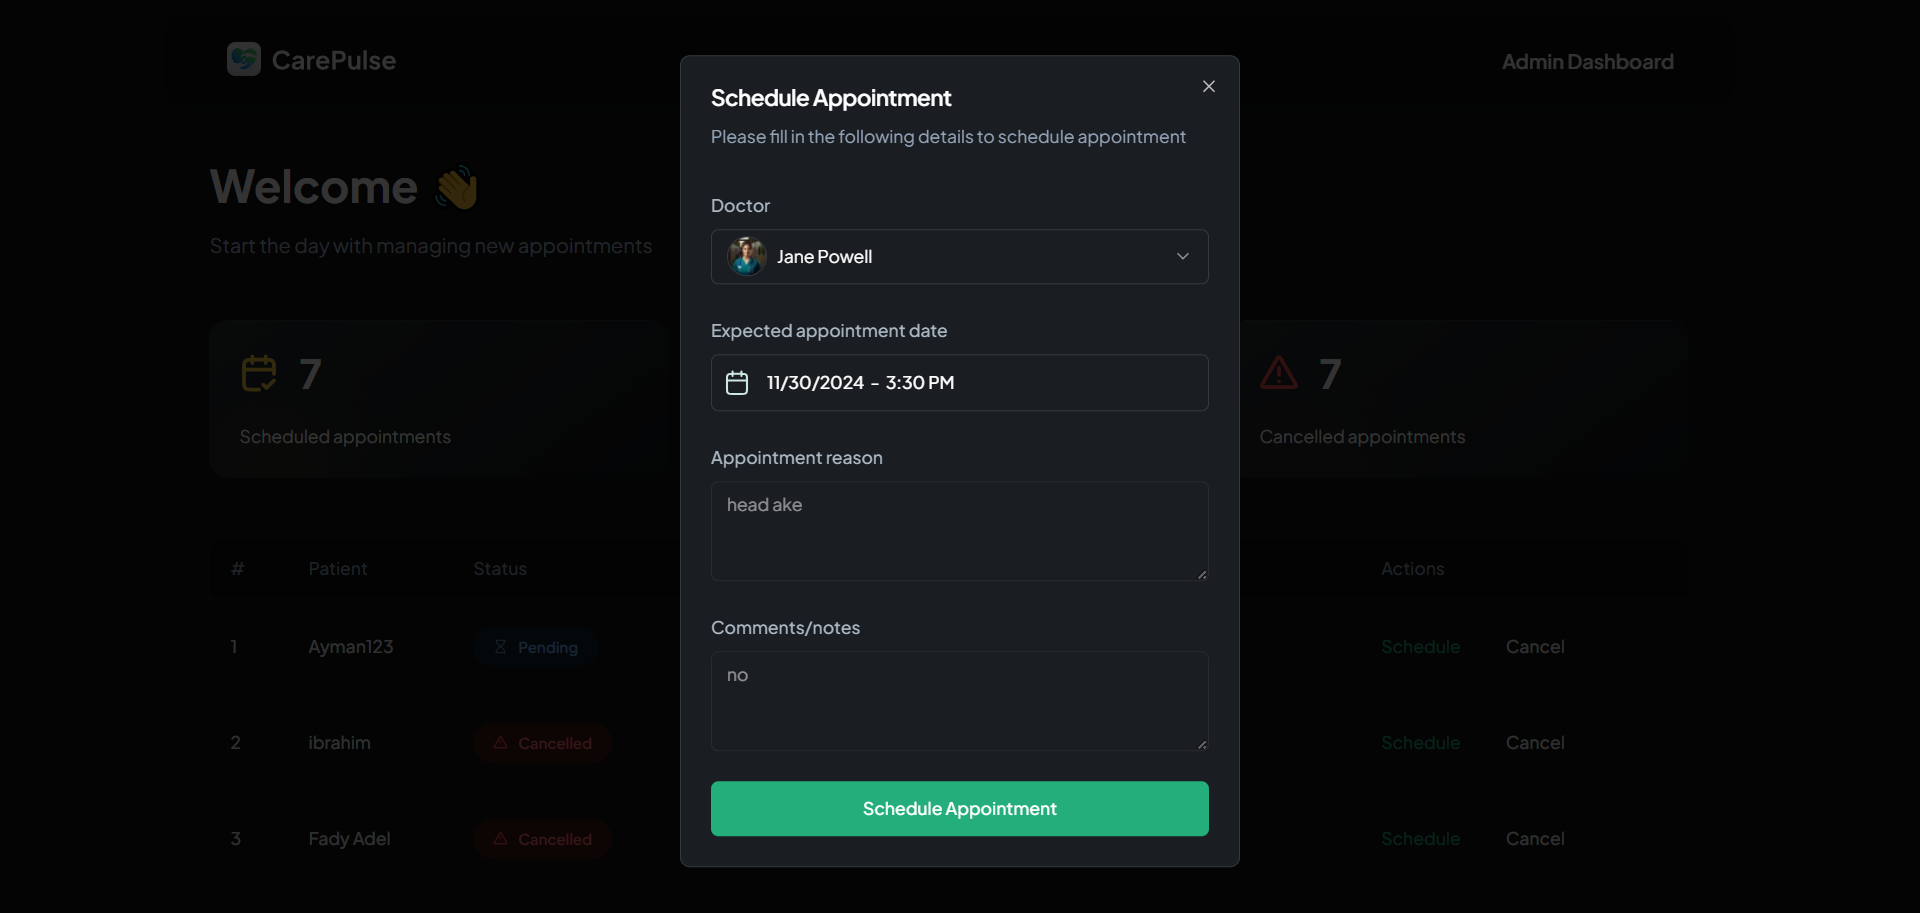 CarePulse
Admin Dashboard
Welcome 👋
Start the day with managing new appointments
7
Scheduled appointments
7
Cancelled appointments
# Patient Status Actions
1 Ayman123 Pending Schedule Cancel
2 ibrahim Cancelled Schedule Cancel
3 Fady Adel Cancelled Schedule Cancel
Schedule Appointment
Please fill in the following details to schedule appointment
Doctor
Jane Powell
Expected appointment date
11/30/2024 - 3:30 PM
Appointment reason
head ake
Comments/notes
no
Schedule Appointment